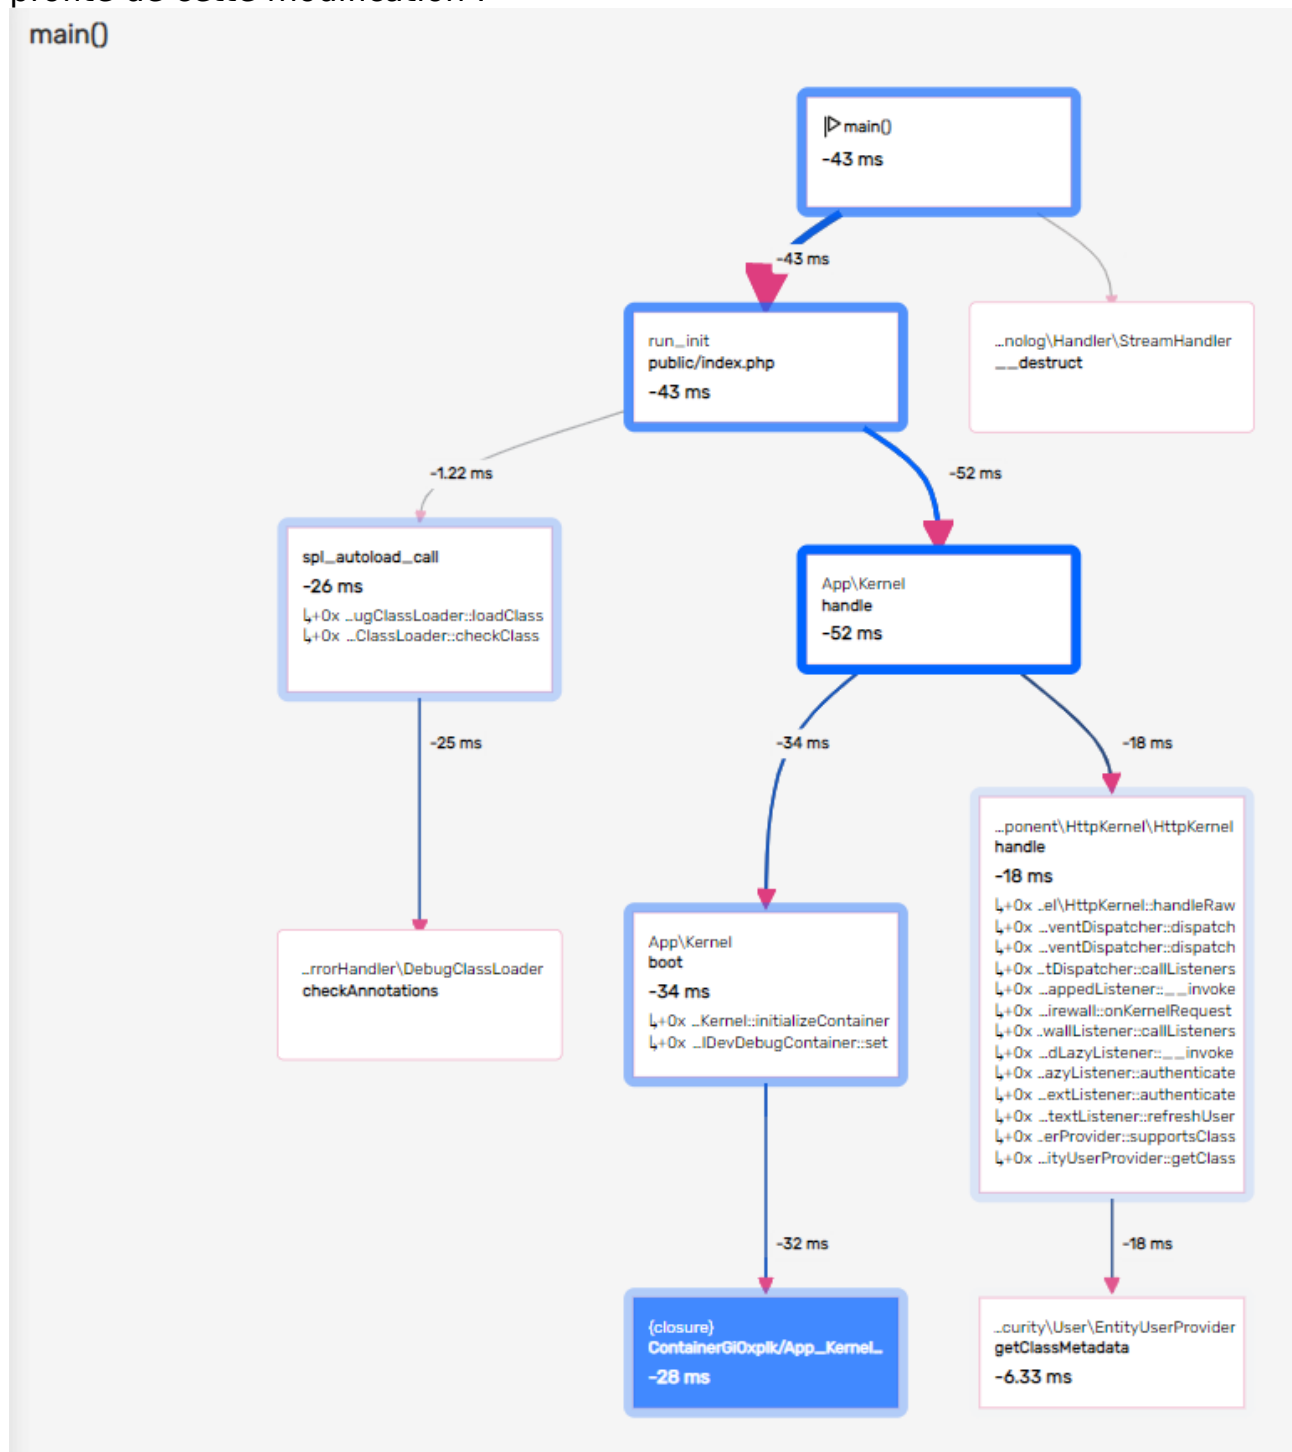 profite de cette modification :
main()
main()
-43 ms
-43 ms
run_init
public/index.php
-43 ms
…nolog\Handler\StreamHandler
__destruct
-1.22 ms
-52 ms
spl_autoload_call
-26 ms
↳+0x …ugClassLoader::loadClass
↳+0x …ClassLoader::checkClass
App\Kernel
handle
-52 ms
-25 ms
-34 ms
-18 ms
…ponent\HttpKernel\HttpKernel
handle
-18 ms
↳+0x …el\HttpKernel::handleRaw
↳+0x …ventDispatcher::dispatch
↳+0x …ventDispatcher::dispatch
↳+0x …tDispatcher::callListeners
↳+0x …appedListener::__invoke
↳+0x …irewall::onKernelRequest
↳+0x …wallListener::callListeners
↳+0x …dLazyListener::__invoke
↳+0x …azyListener::authenticate
↳+0x …extListener::authenticate
↳+0x …textListener::refreshUser
↳+0x …erProvider::supportsClass
↳+0x …ityUserProvider::getClass
…rrorHandler\DebugClassLoader
checkAnnotations
App\Kernel
boot
-34 ms
↳+0x …Kernel::initializeContainer
↳+0x …lDevDebugContainer::set
-32 ms
-18 ms
{closure}
ContainerGiOxplk/App_Kernel…
-28 ms
…curity\User\EntityUserProvider
getClassMetadata
-6.33 ms